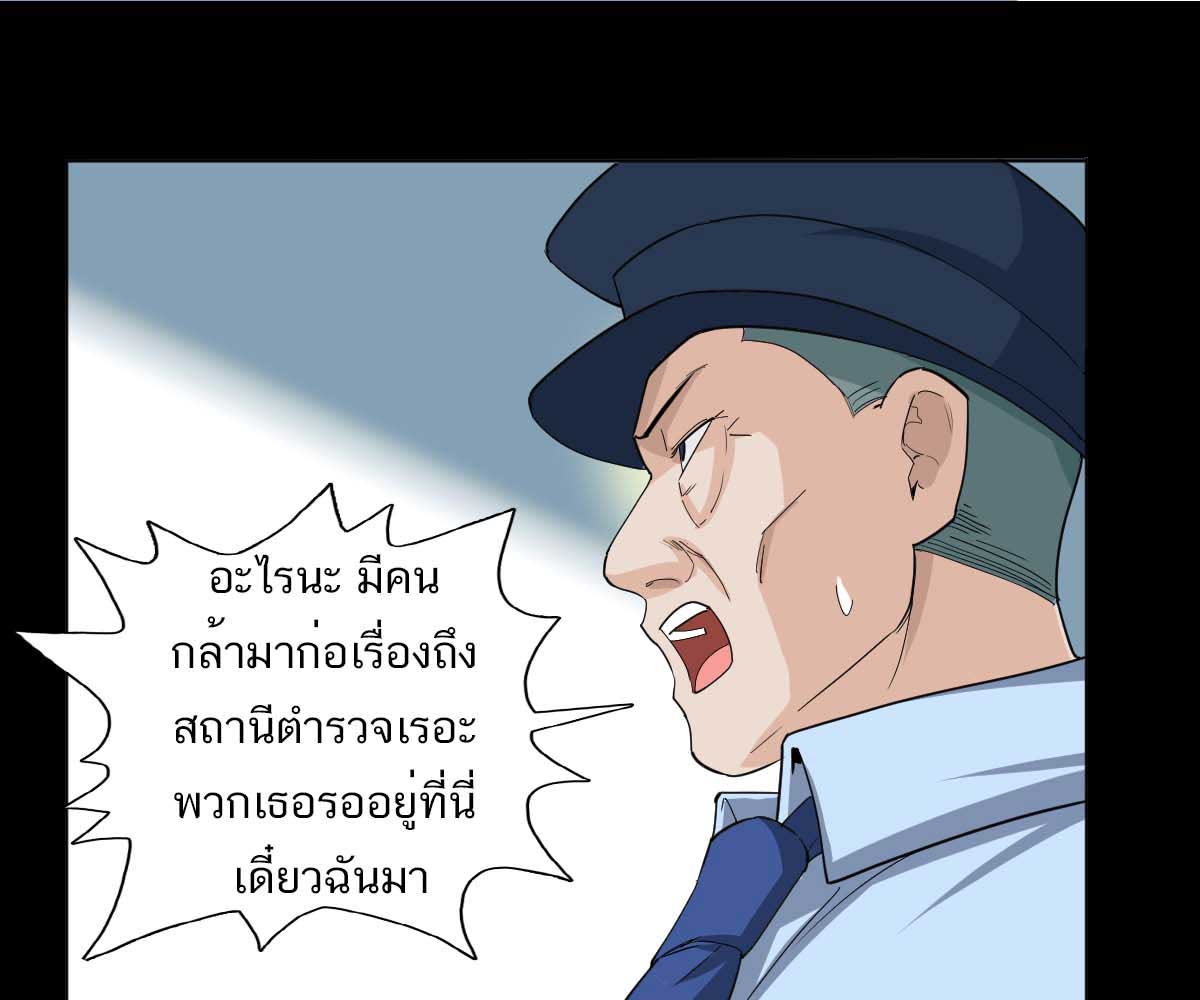 อะไรนะ มีคน
กล้ามาก่อเรื่องถึง
สถานีตำรวจเรอะ
พวกเธอรออยู่ที่นี่
เดี๋ยวฉันมา